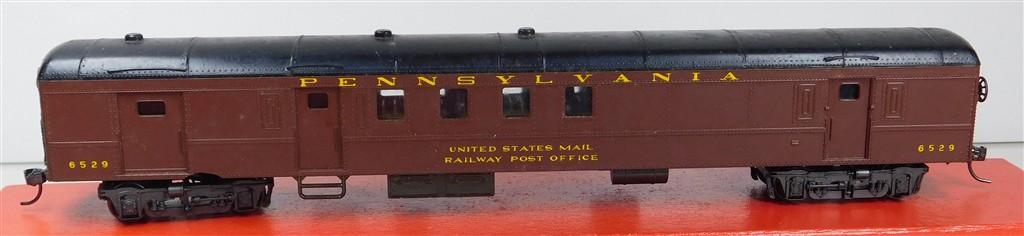 PENNSYLVANIA
UNITED STATES MAIL
RAILWAY POST OFFICE
6529
6529